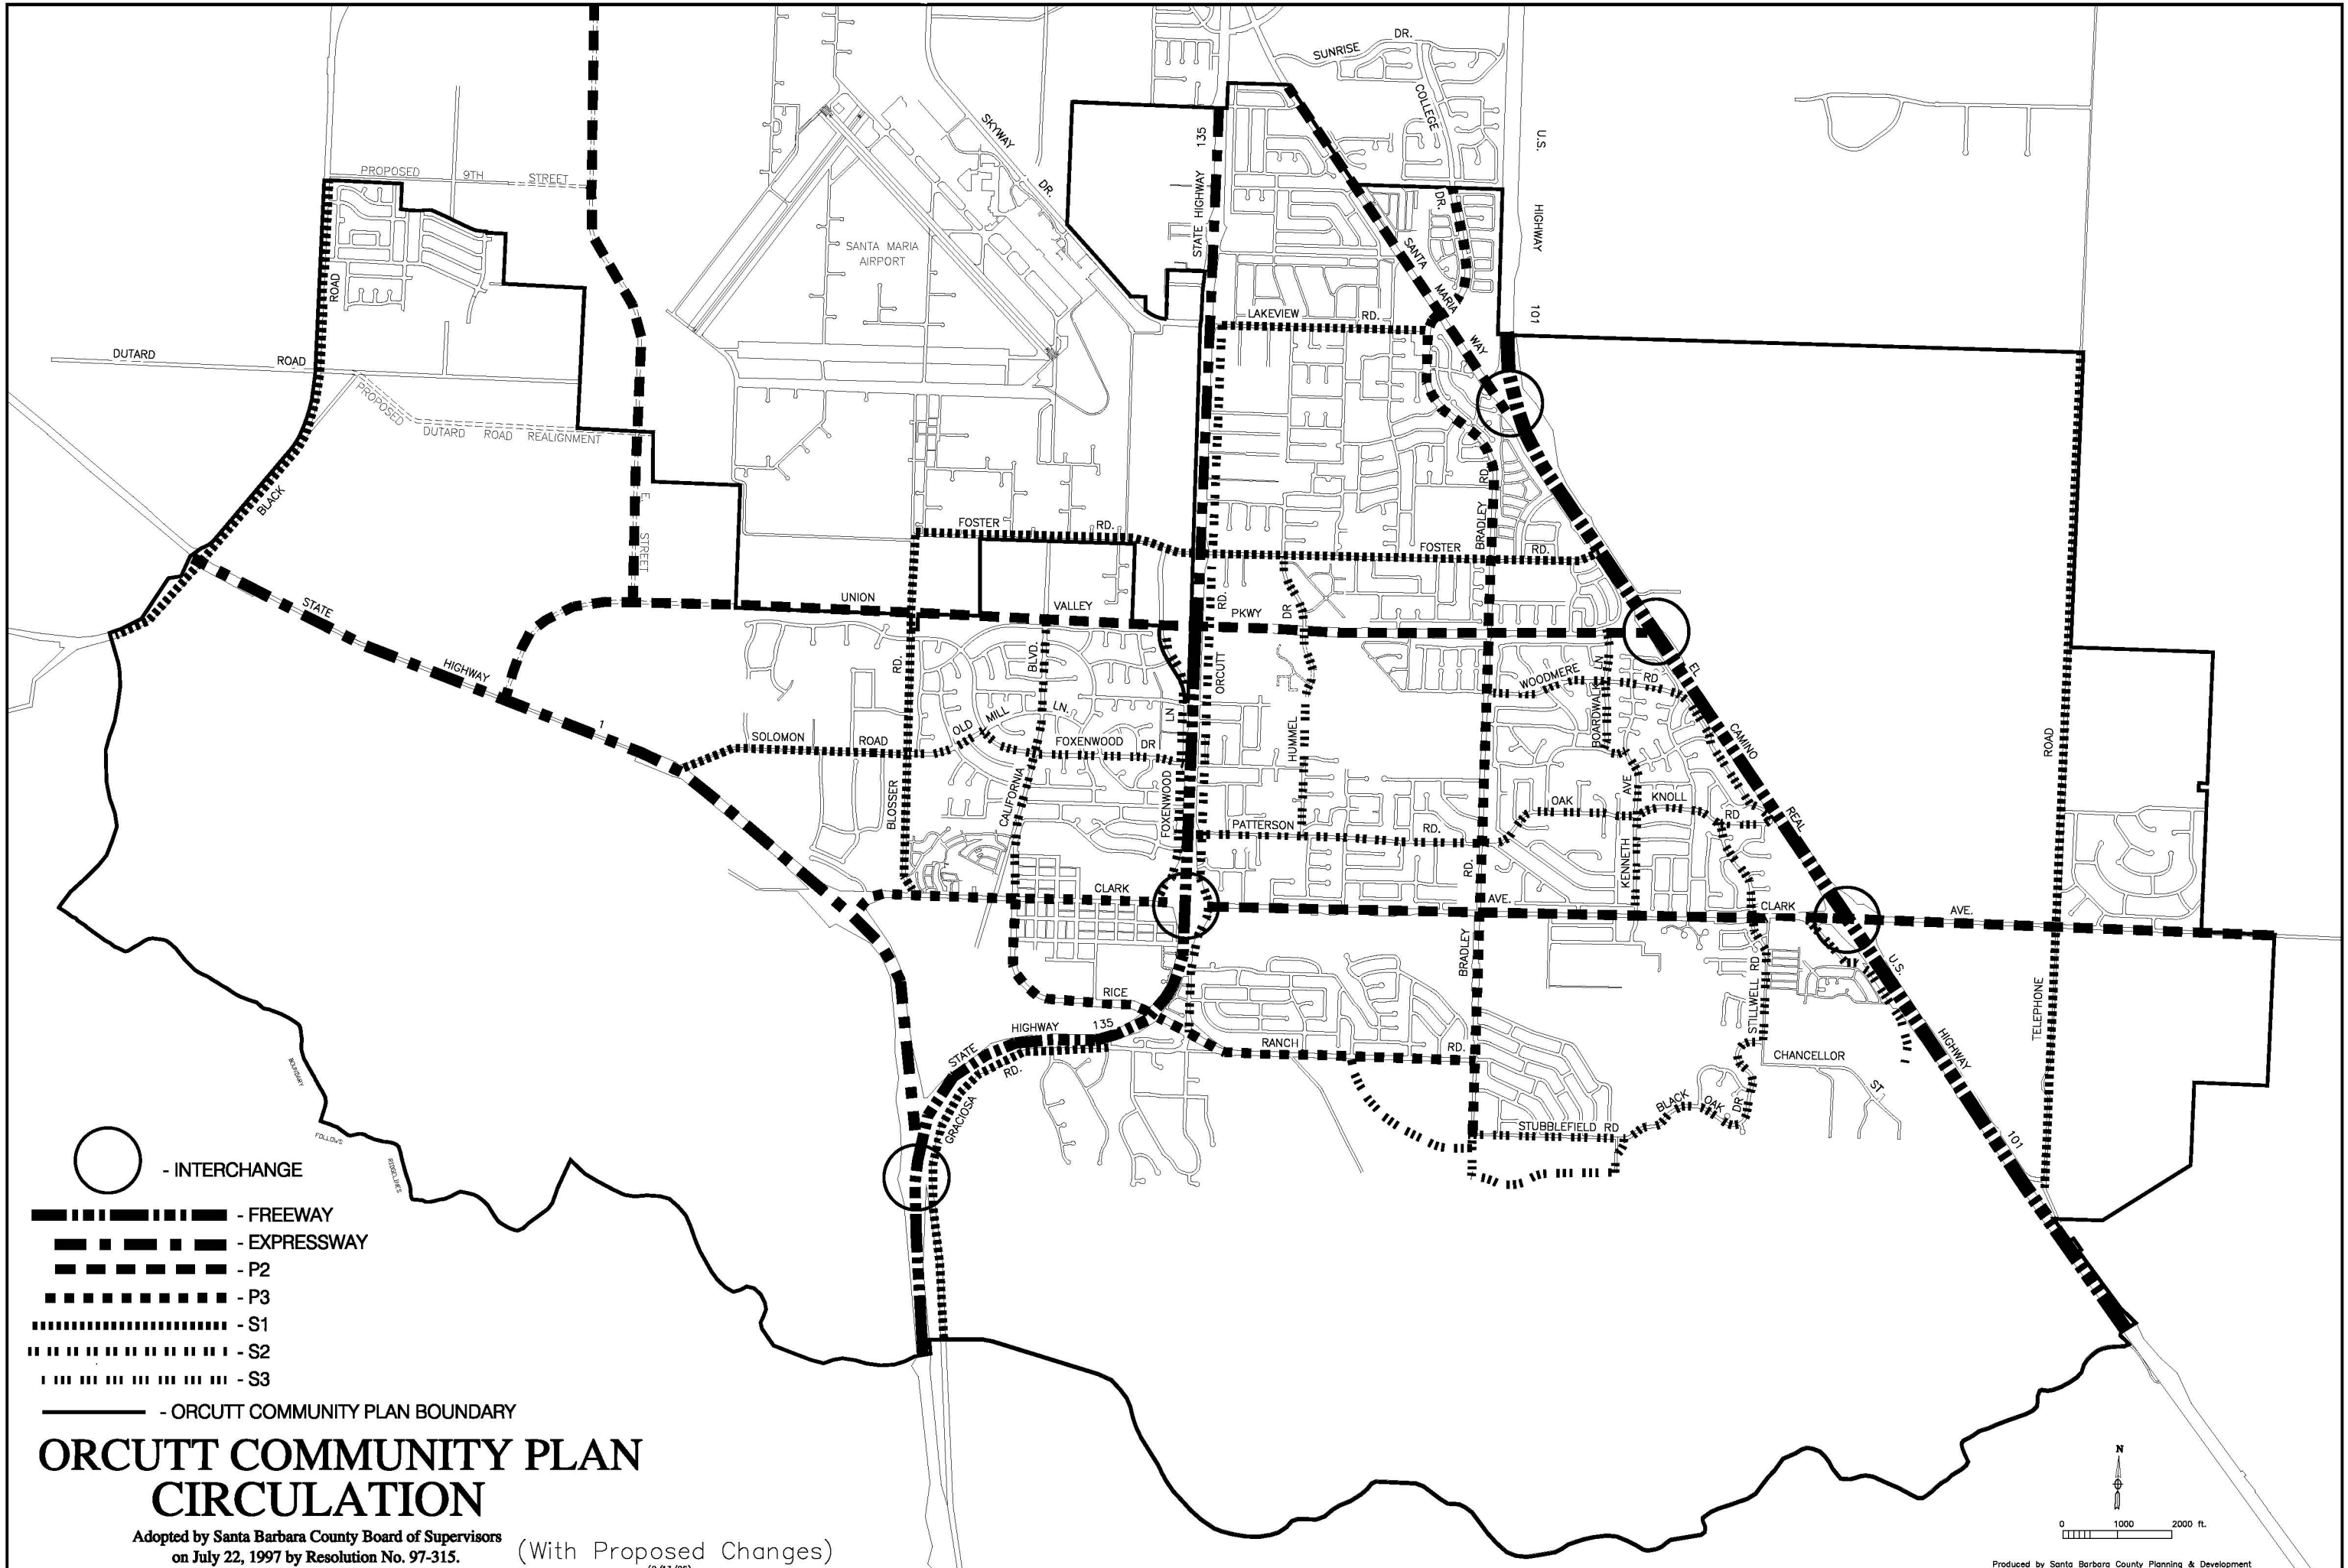 SUNRISE DR.
COLLEGE DR.
SKYWAY DR.
STATE HIGHWAY 135
U.S. HIGHWAY 101
PROPOSED 9TH STREET
SANTA MARIA
AIRPORT
SANTA MARIA WAY
ROAD
LAKEVIEW RD.
DUTARD ROAD
PROPOSED
DUTARD ROAD REALIGNMENT
BLACK
E. STREET
FOSTER RD.
FOSTER RD.
BRADLEY RD.
STATE HIGHWAY 1
UNION VALLEY PKWY
ORCUTT RD.
HUMMEL DR
BLVD.
RD.
WOODMERE RD
BOARDWALK LN
EL CAMINO REAL
SOLOMON ROAD
OLD MILL LN.
FOXENWOOD DR
FOXENWOOD LN
CALIFORNIA
BLOSSER
PATTERSON RD.
OAK KNOLL RD
KENNETH AVE
ROAD
RD.
CLARK AVE.
CLARK AVE.
BRADLEY
STILLWELL RD
U.S. HIGHWAY 101
TELEPHONE
RICE RANCH RD.
STATE HIGHWAY 135
GRACIOSA RD.
CHANCELLOR ST.
BLACK OAK DR
STUBBLEFIELD RD
BOUNDARY
FOLLOWS
RIDGELINES
- INTERCHANGE
- FREEWAY
- EXPRESSWAY
- P2
- P3
- S1
- S2
- S3
- ORCUTT COMMUNITY PLAN BOUNDARY
ORCUTT COMMUNITY PLAN
CIRCULATION
Adopted by Santa Barbara County Board of Supervisors
on July 22, 1997 by Resolution No. 97-315.
(With Proposed Changes)
N
0 1000 2000 ft.
Produced by Santa Barbara County Planning & Development